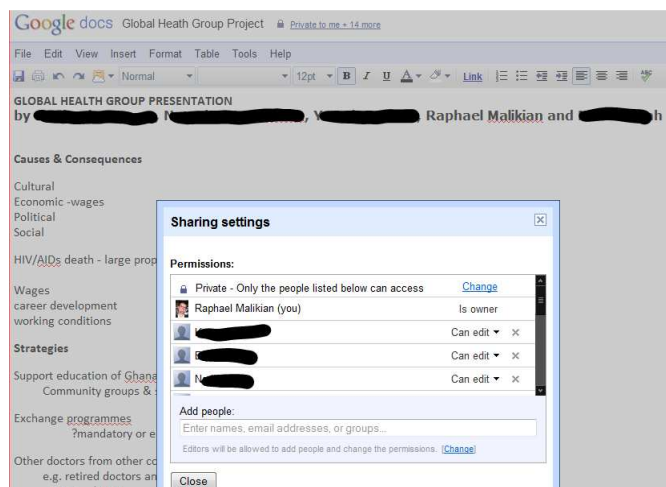 Google docs Global Heath Group Project Private to me + 14 more
File Edit View Insert Format Table Tools Help
Normal 12pt B I U A Link
GLOBAL HEALTH GROUP PRESENTATION
by N , Y Raphael Malikian and h
Causes & Consequences
Cultural
Economic -wages
Political
Social
HIV/AIDs death - large prop
Wages
career development
working conditions
Strategies
Support education of Ghana
Community groups &
Exchange programmes
?mandatory or e
Other doctors from other co
e.g. retired doctors an
Sharing settings
Permissions:
Private - Only the people listed below can access Change
Raphael Malikian (you) Is owner
Can edit
Can edit
N Can edit
Add people:
Enter names, email addresses, or groups...
Editors will be allowed to add people and change the permissions. [Change]
Close